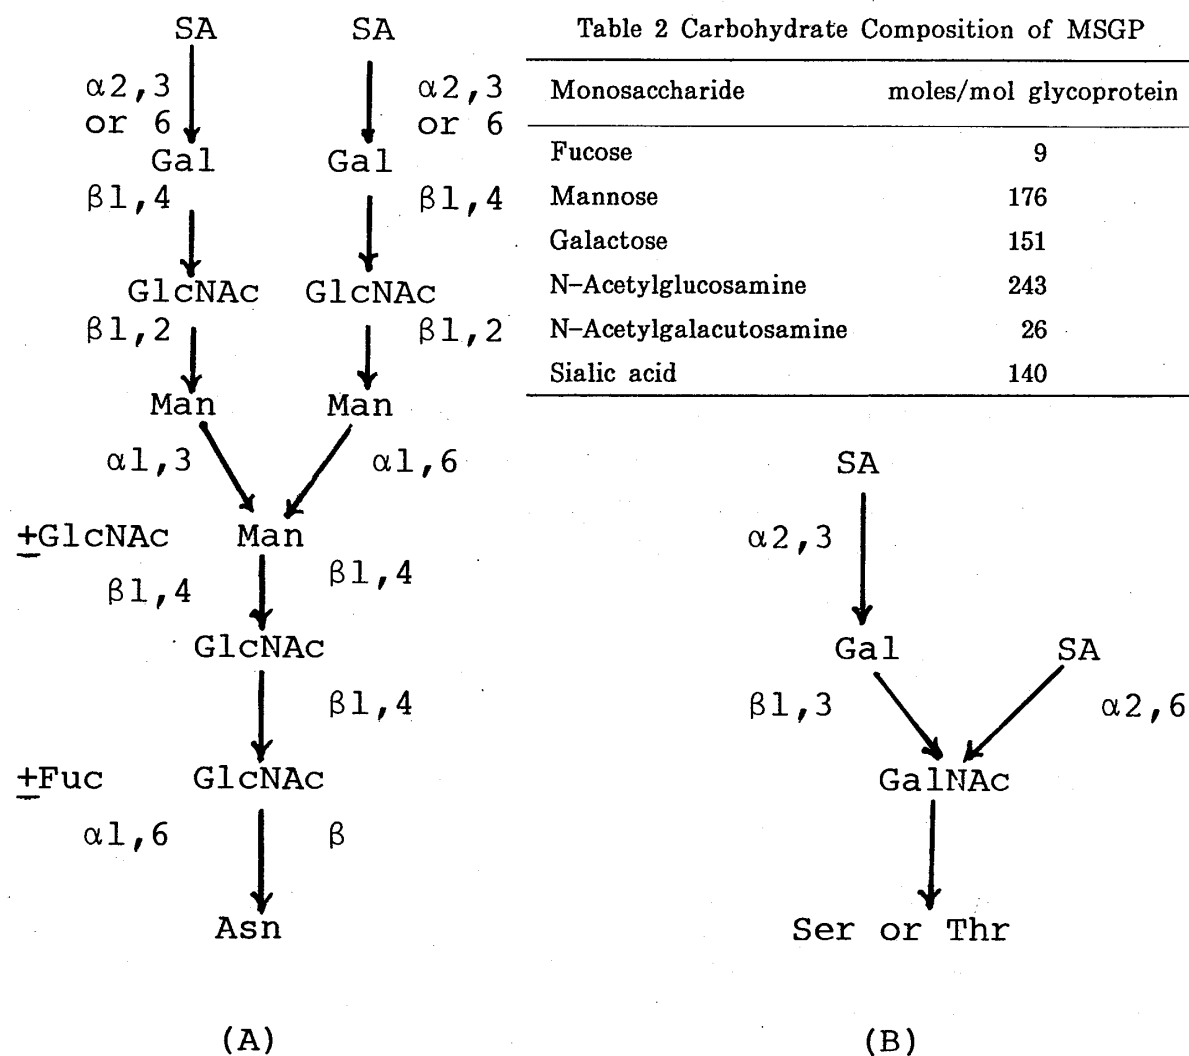 SA SA
α2,3 α2,3
or 6 or 6
Gal Gal
β1,4 β1,4
GlcNAc GlcNAc
β1,2 β1,2
Man Man
α1,3 α1,6
±GlcNAc Man
β1,4 β1,4
GlcNAc
β1,4
±Fuc GlcNAc
α1,6 β
Asn
(A)
Table 2 Carbohydrate Composition of MSGP
Monosaccharide moles/mol glycoprotein
Fucose 9
Mannose 176
Galactose 151
N-Acetylglucosamine 243
N-Acetylgalacutosamine 26
Sialic acid 140
SA
α2,3
Gal SA
β1,3 α2,6
GalNAc
Ser or Thr
(B)